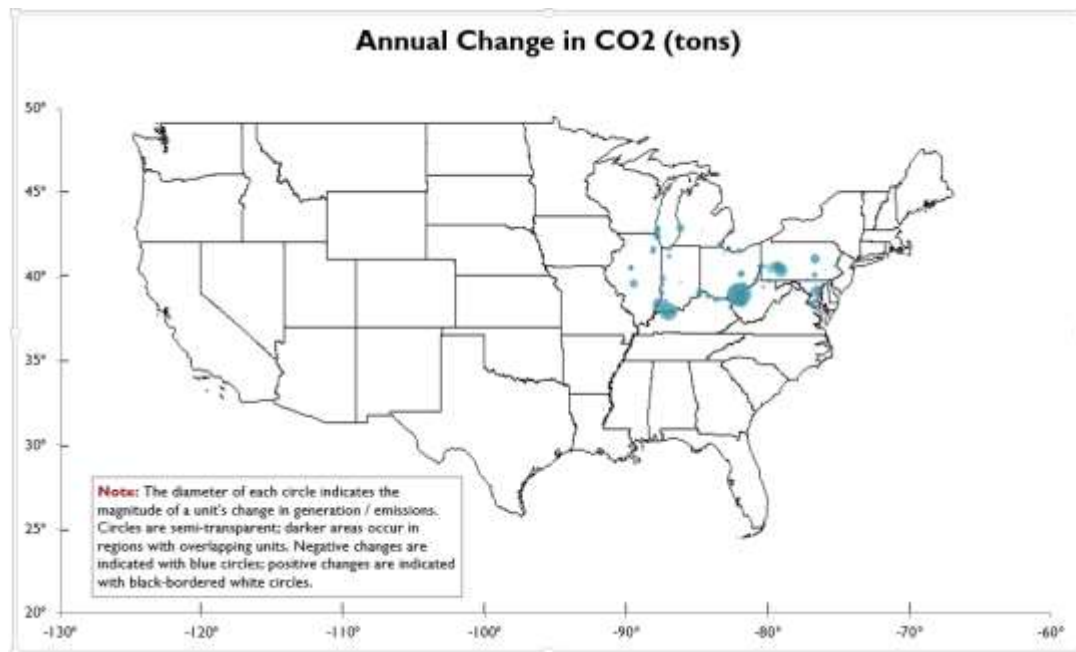 Annual Change in CO2 (tons)
50°
45°
40°
35°
30°
25°
20°
Note: The diameter of each circle indicates the
magnitude of a unit's change in generation / emissions.
Circles are semi-transparent; darker areas occur in
regions with overlapping units. Negative changes are
indicated with blue circles; positive changes are indicated
with black-bordered white circles.
-130° -120° -110° -100° -90° -80° -70° -60°